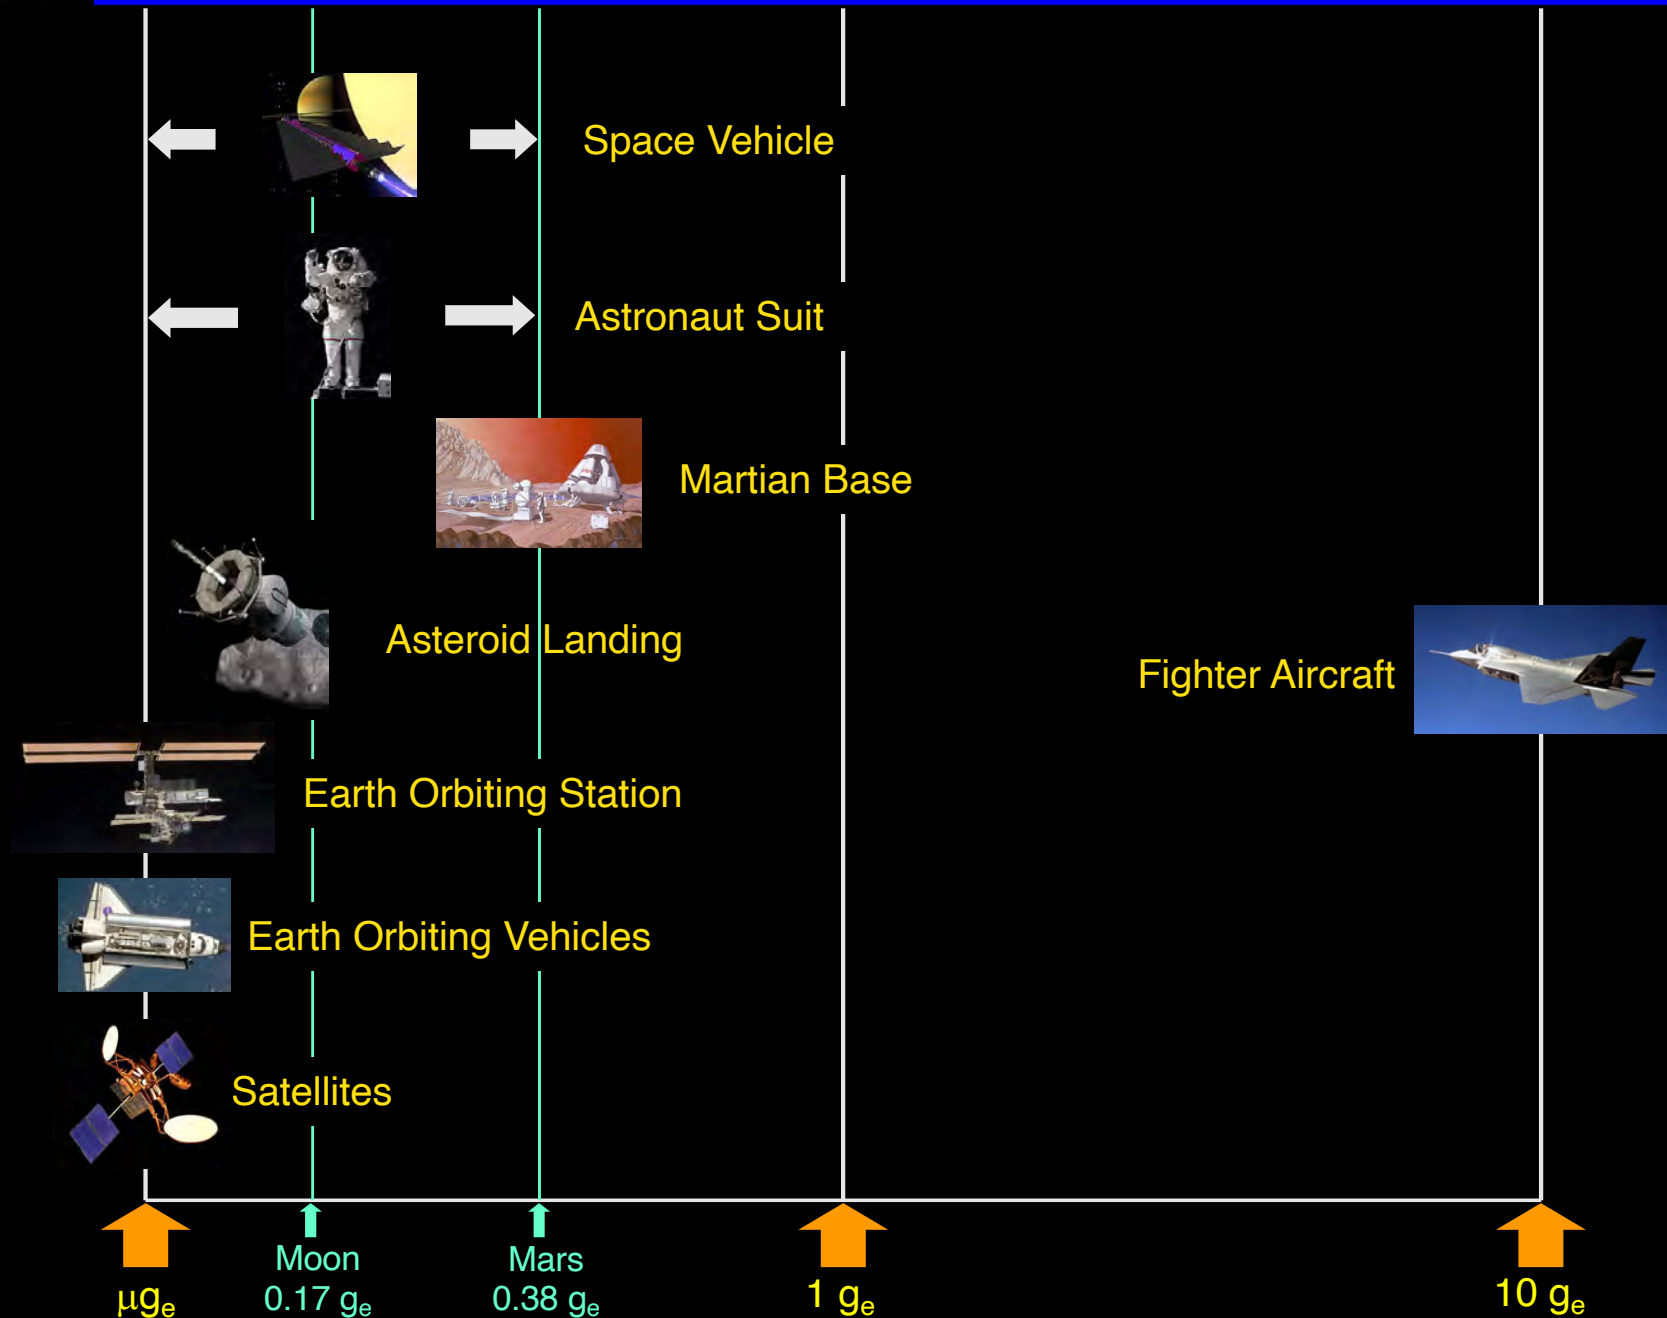 Space Vehicle
Astronaut Suit
Martian Base
Asteroid Landing
Fighter Aircraft
Earth Orbiting Station
Earth Orbiting Vehicles
Satellites
μgₑ
Moon
0.17 gₑ
Mars
0.38 gₑ
1 gₑ
10 gₑ